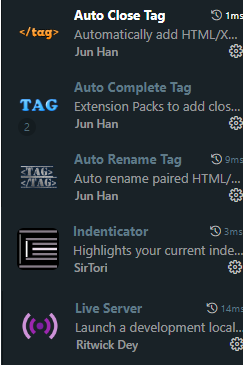 </tag>
Auto Close Tag 1ms
Automatically add HTML/X...
Jun Han
TAG
2
Auto Complete Tag
Extension Packs to add clos...
Jun Han
<TAG>
</TAG>
Auto Rename Tag 9ms
Auto rename paired HTML/...
Jun Han
Indenticator 3ms
Highlights your current inde...
SirTori
Live Server 14ms
Launch a development local...
Ritwick Dey